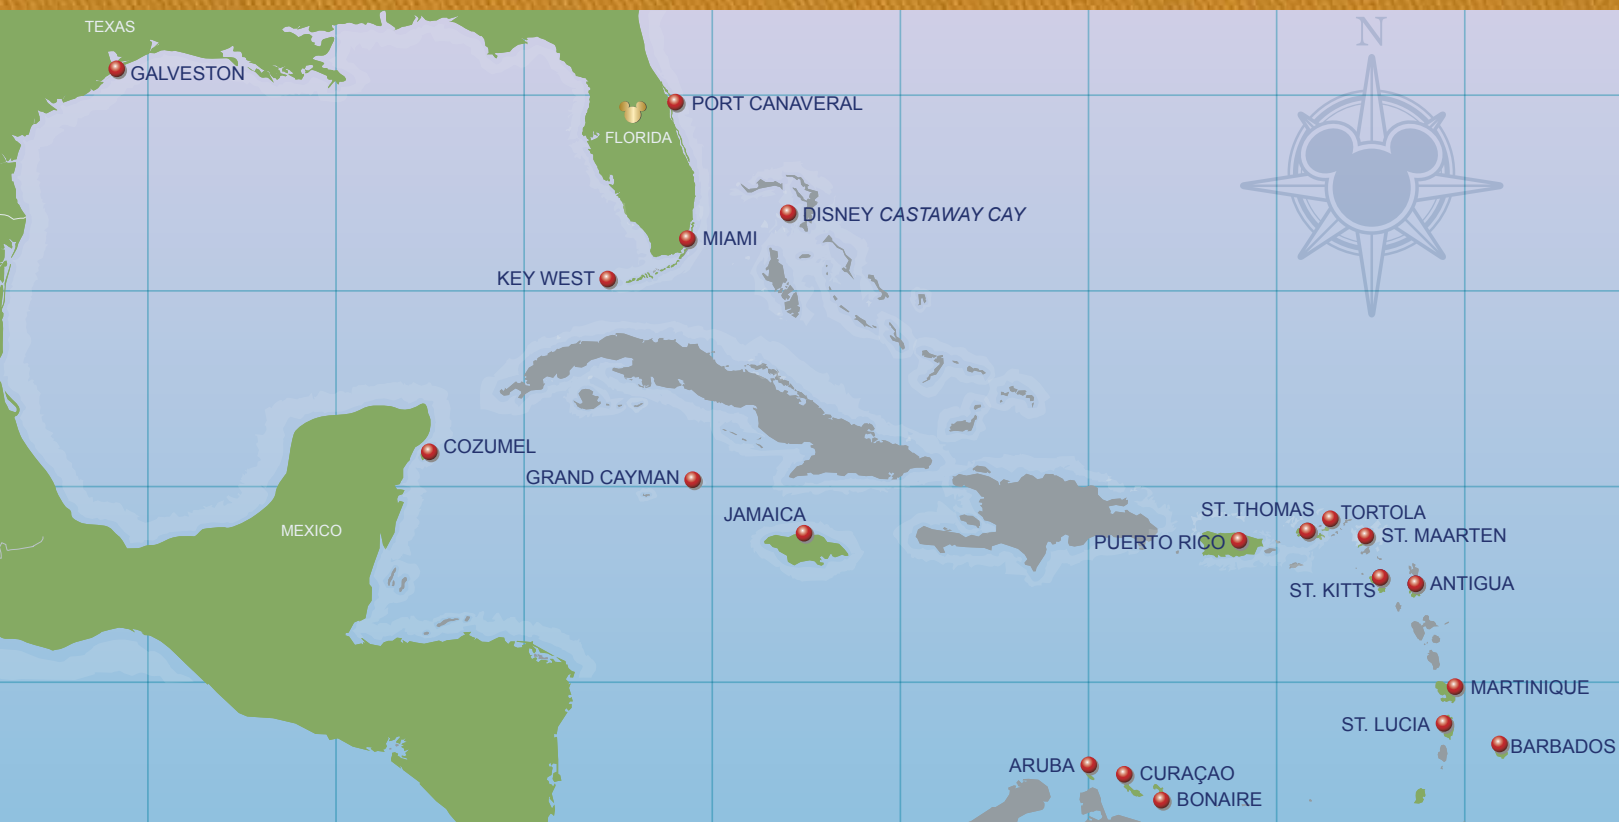 TEXAS
N
GALVESTON
PORT CANAVERAL
FLORIDA
DISNEY CASTAWAY CAY
MIAMI
KEY WEST
COZUMEL
GRAND CAYMAN
JAMAICA
ST. THOMAS
TORTOLA
MEXICO
PUERTO RICO
ST. MAARTEN
ST. KITTS
ANTIGUA
MARTINIQUE
ST. LUCIA
BARBADOS
ARUBA
CURAÇAO
BONAIRE